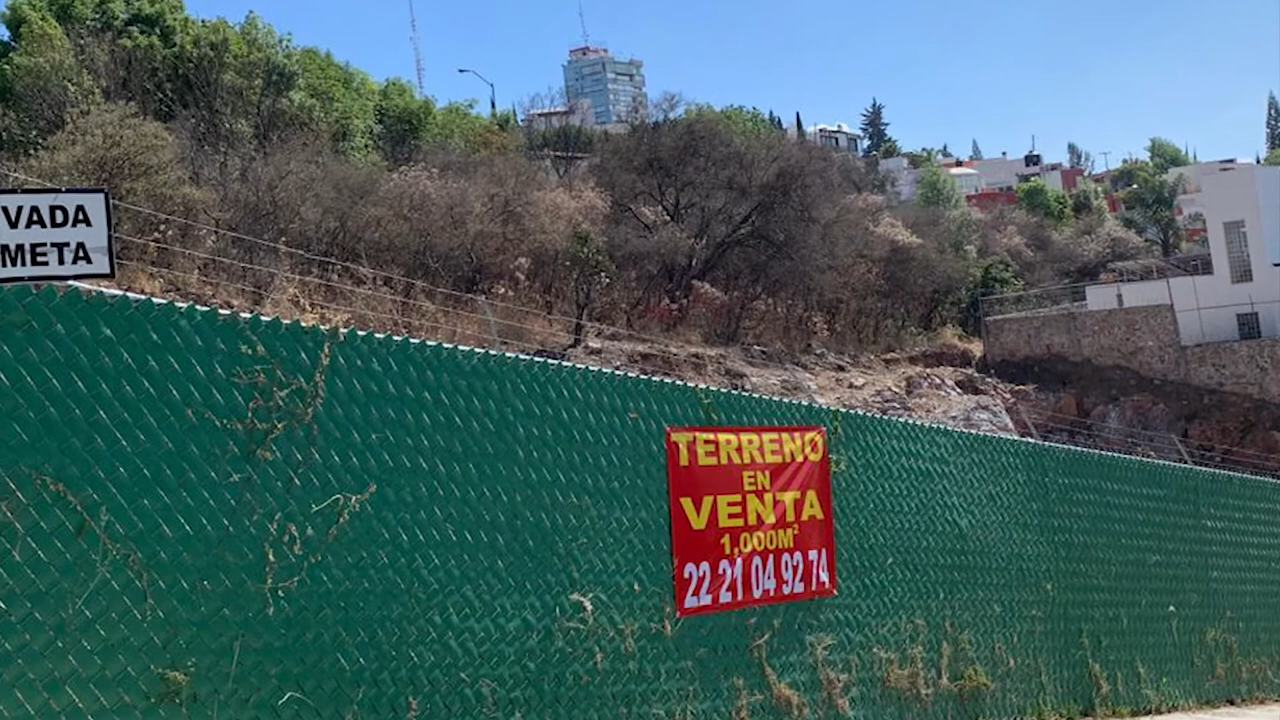 VADA
META
TERRENO
EN
VENTA
1,000M²
22 21 04 92 74